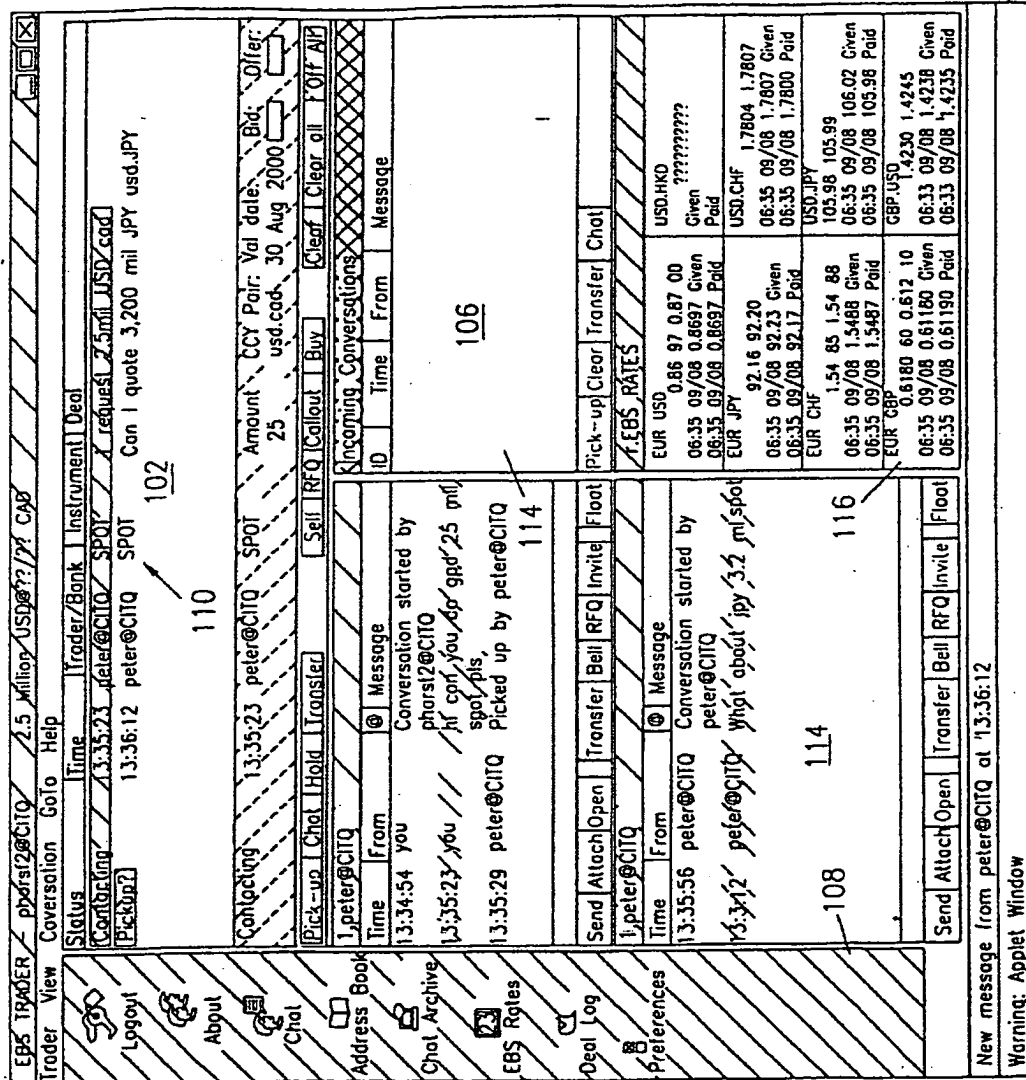 EBS TRADER – phorst2@CITQ 2.5 Million USD@??/?? CAD
Trader View Conversation GoTo Help
Logout
About
Chat
Address Book
Chat Archive
EBS Rates
Deal Log
Preferences
108
Status Time Trader/Bank Instrument Deal
Contacting 13:35:23 peter@CITQ SPOT I request 2.5mil USD/cad
Pickup? 13:36:12 peter@CITQ SPOT Can I quote 3,200 mil JPY usd.JPY
102
110
Contacting 13:35:23 peter@CITQ SPOT Amount CCY Pair: Val date: Bid: Offer:
25 usd.cad 30 Aug 2000
Pick-up Chat Hold Transfer Sell RFQ Callout Buy Clear Clear all Off All
1,peter@CITQ
Time From @ Message
13:34:54 you Conversation started by
phorst2@CITQ
13:35:23 you hi can you do 25 mil
spot pls,
13:35:29 peter@CITQ Picked up by peter@CITQ
114
Send Attach Open Transfer Bell RFQ Invite Float
Incoming Conversations
ID Time From Message
106
Pick-up Clear Transfer Chat
1,peter@CITQ
Time From @ Message
13:35:56 peter@CITQ Conversation started by
peter@CITQ
13:3:12 peter@CITQ What about jpy 3.2 ml spot
114
116
Send Attach Open Transfer Bell RFQ Invite Float
EBS RATES
EUR USD
0.86 97 0.87 00
06:35 09/08 0.8697 Given
06:35 09/08 0.8697 Paid
EUR JPY
92.16 92.20
06:35 09/08 92.23 Given
06:35 09/08 92.17 Paid
EUR CHF
1.54 85 1.54 88
06:35 09/08 1.5488 Given
06:35 09/08 1.5487 Paid
EUR GBP
0.6180 60 0.612 10
06:35 09/08 0.61180 Given
06:35 09/08 0.61190 Paid
USD.HKD
??????????
Given
Paid
USD.CHF
1.7804 1.7807
06:35 09/08 1.7807 Given
06:35 09/08 1.7800 Paid
USD.JPY
105.98 105.99
06:35 09/08 106.02 Given
06:35 09/08 105.98 Paid
GBP.USD
1.4230 1.4245
06:33 09/08 1.4238 Given
06:33 09/08 1.4235 Paid
New message from peter@CITQ at 13:36:12
Warning: Applet Window